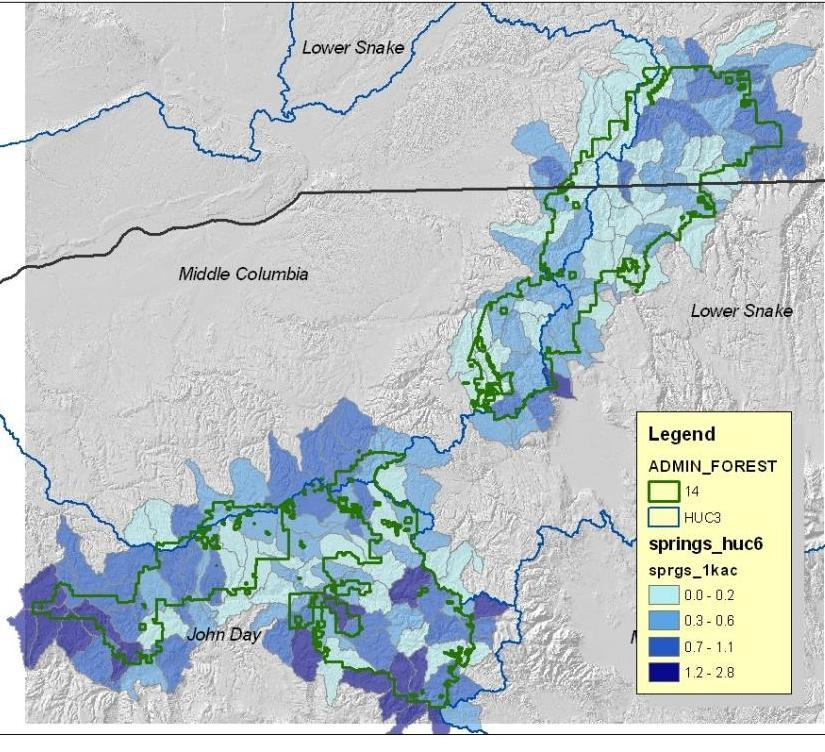 Lower Snake
Middle Columbia
Lower Snake
John Day
Legend
ADMIN_FOREST
14
HUC3
springs_huc6
sprgs_1kac
0.0 - 0.2
0.3 - 0.6
0.7 - 1.1
1.2 - 2.8